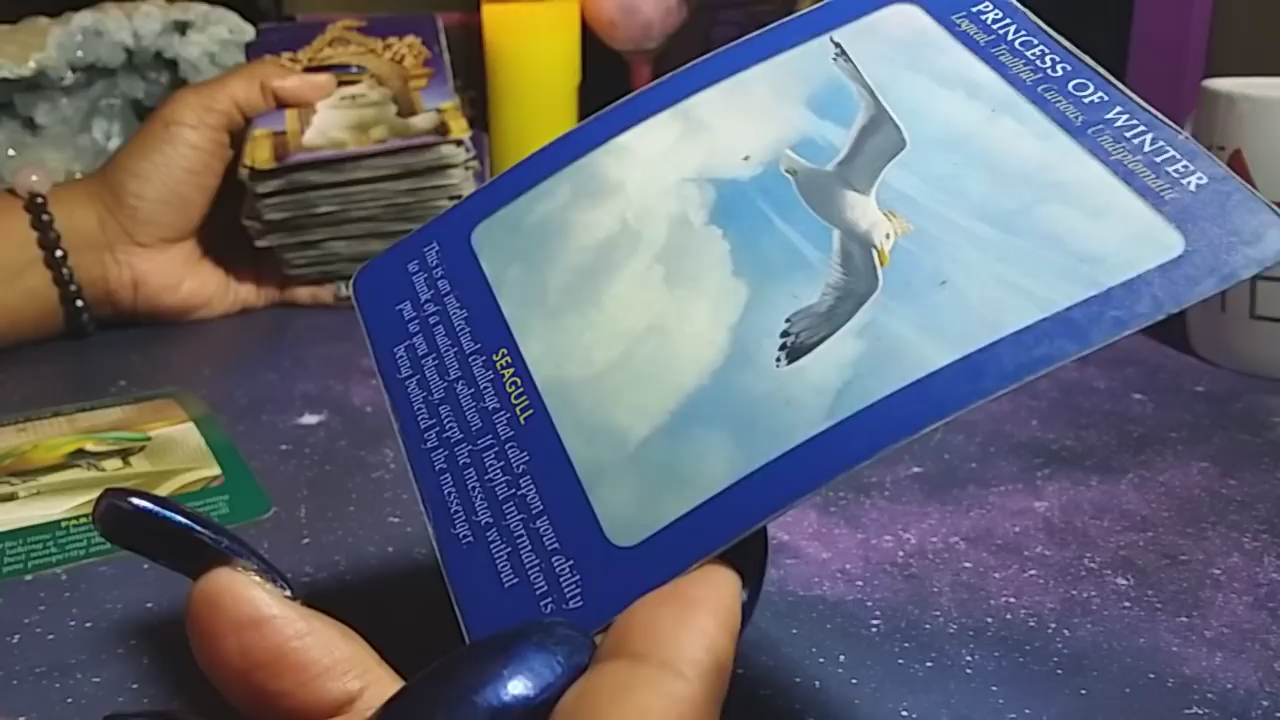 PRINCESS OF WINTER
Logical, Truthful, Curious, Undiplomatic
SEAGULL
This is an intellectual challenge that calls upon your ability
to think of a matching solution. If helpful information is
put to you bluntly, accept the message without
being bothered by the messenger.